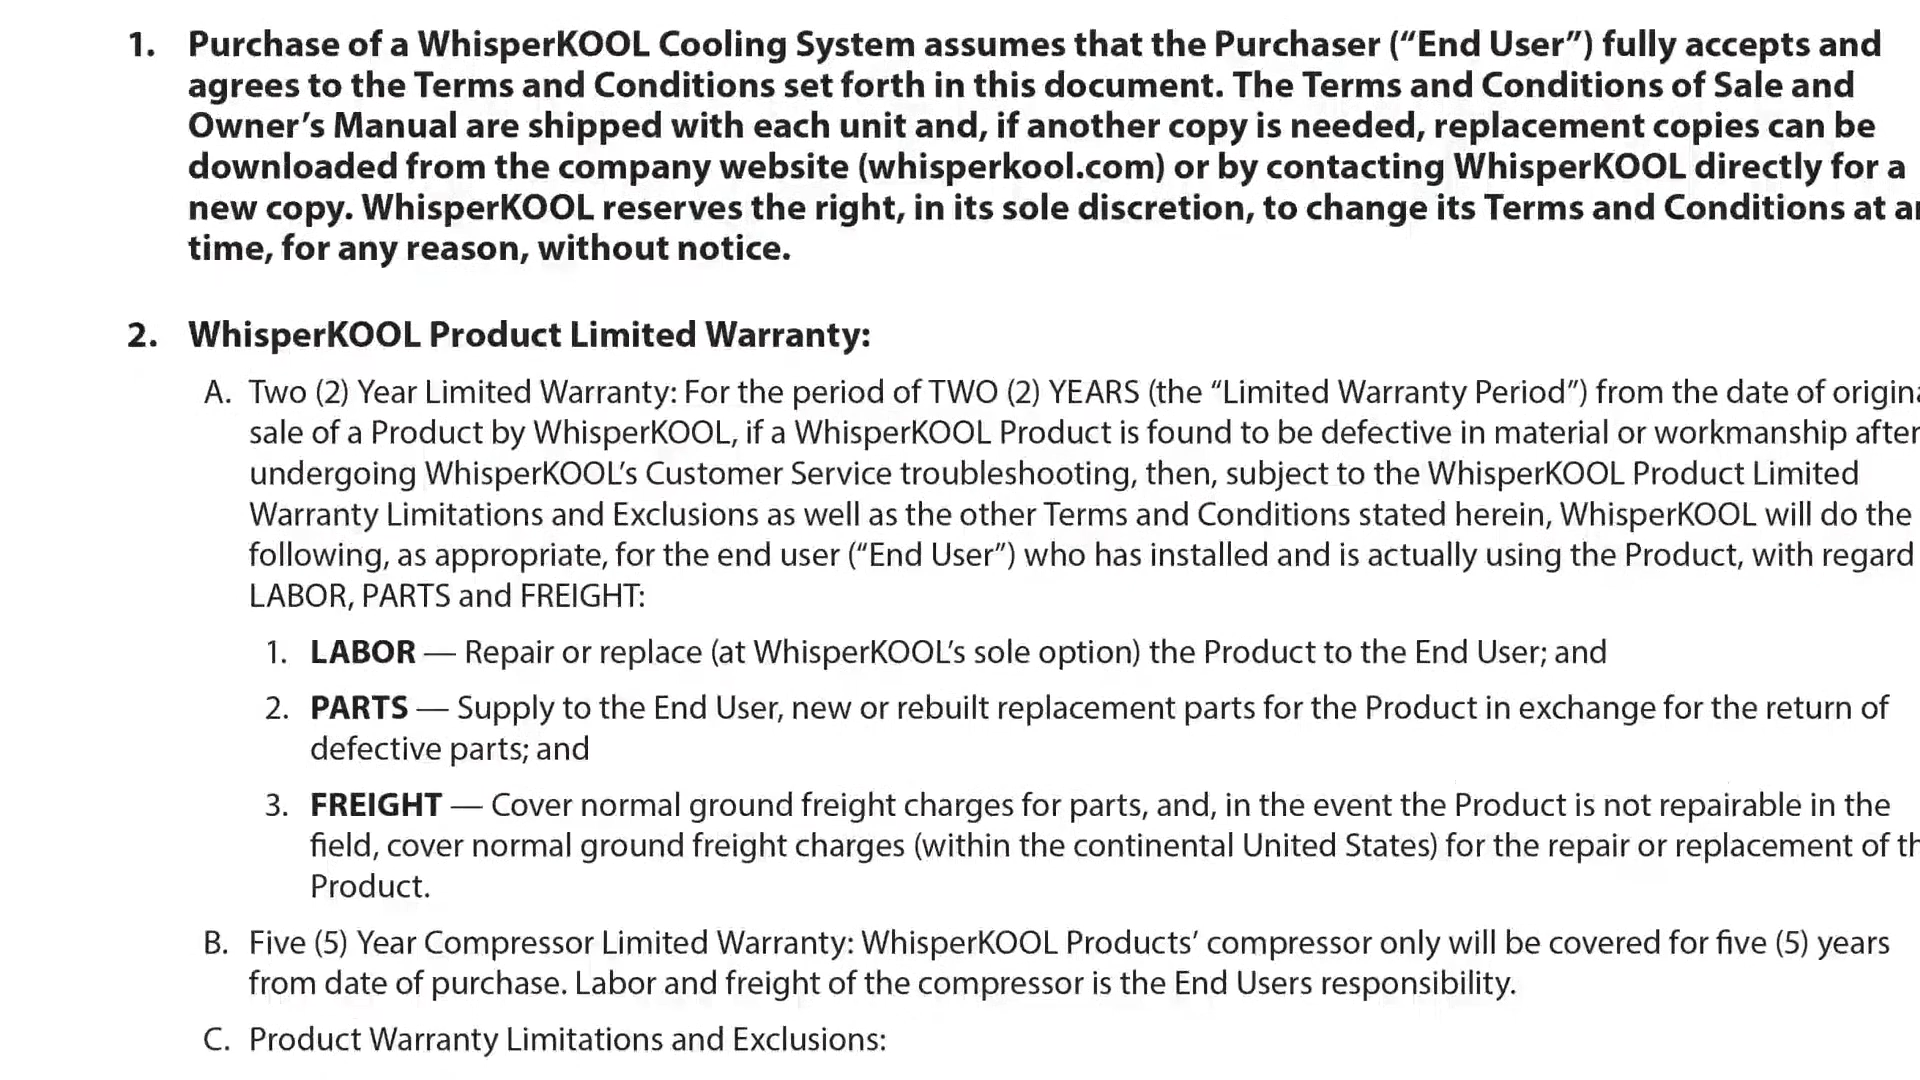 1. Purchase of a WhisperKOOL Cooling System assumes that the Purchaser (“End User”) fully accepts and
agrees to the Terms and Conditions set forth in this document. The Terms and Conditions of Sale and
Owner’s Manual are shipped with each unit and, if another copy is needed, replacement copies can be
downloaded from the company website (whisperkool.com) or by contacting WhisperKOOL directly for a
new copy. WhisperKOOL reserves the right, in its sole discretion, to change its Terms and Conditions at
time, for any reason, without notice.
2. WhisperKOOL Product Limited Warranty:
A. Two (2) Year Limited Warranty: For the period of TWO (2) YEARS (the “Limited Warranty Period”) from the date of
sale of a Product by WhisperKOOL, if a WhisperKOOL Product is found to be defective in material or workmanship after
undergoing WhisperKOOL’s Customer Service troubleshooting, then, subject to the WhisperKOOL Product Limited
Warranty Limitations and Exclusions as well as the other Terms and Conditions stated herein, WhisperKOOL will do the
following, as appropriate, for the end user (“End User”) who has installed and is actually using the Product, with regard
LABOR, PARTS and FREIGHT:
1. LABOR — Repair or replace (at WhisperKOOL’s sole option) the Product to the End User; and
2. PARTS — Supply to the End User, new or rebuilt replacement parts for the Product in exchange for the return of
defective parts; and
3. FREIGHT — Cover normal ground freight charges for parts, and, in the event the Product is not repairable in the
field, cover normal ground freight charges (within the continental United States) for the repair or replacement of
Product.
B. Five (5) Year Compressor Limited Warranty: WhisperKOOL Products’ compressor only will be covered for five (5) years
from date of purchase. Labor and freight of the compressor is the End Users responsibility.
C. Product Warranty Limitations and Exclusions: